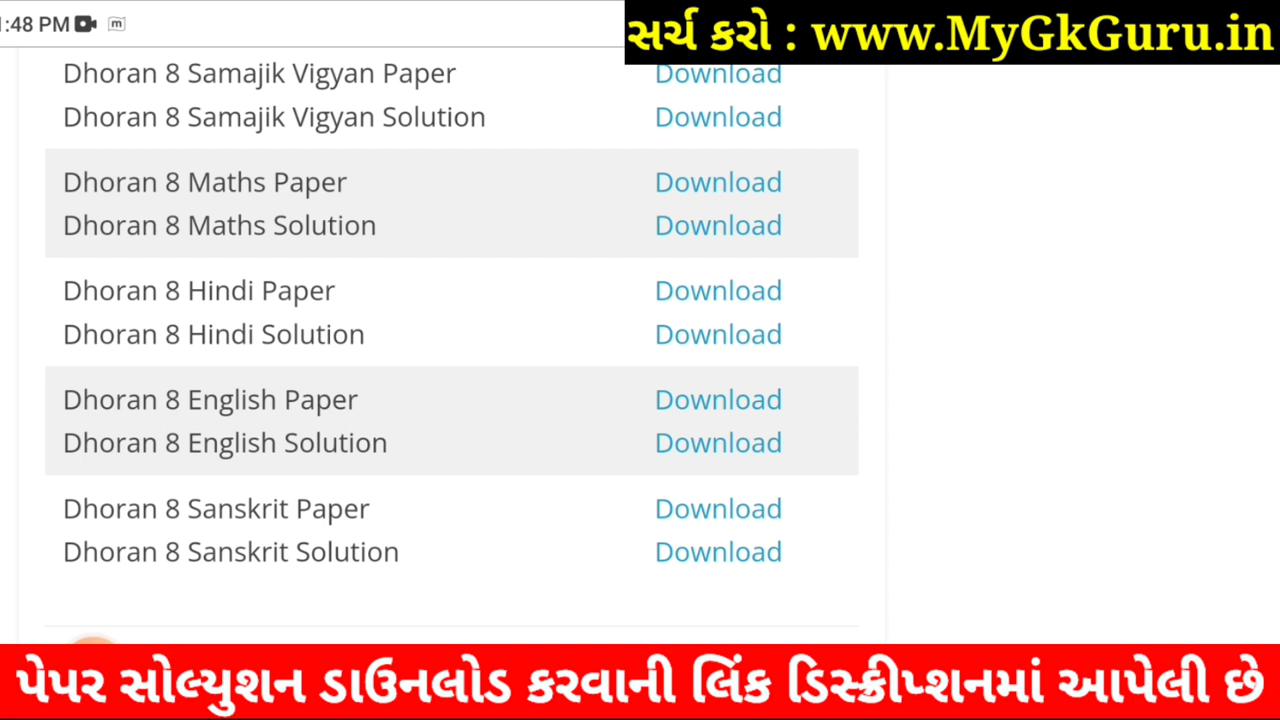 :48 PM
સર્ચ કરો : www.MyGkGuru.in
Dhoran 8 Samajik Vigyan Paper Download
Dhoran 8 Samajik Vigyan Solution Download
Dhoran 8 Maths Paper Download
Dhoran 8 Maths Solution Download
Dhoran 8 Hindi Paper Download
Dhoran 8 Hindi Solution Download
Dhoran 8 English Paper Download
Dhoran 8 English Solution Download
Dhoran 8 Sanskrit Paper Download
Dhoran 8 Sanskrit Solution Download
પેપર સોલ્યુશન ડાઉનલોડ કરવાની લિંક ડિસ્ક્રીપ્શનમાં આપેલી છે